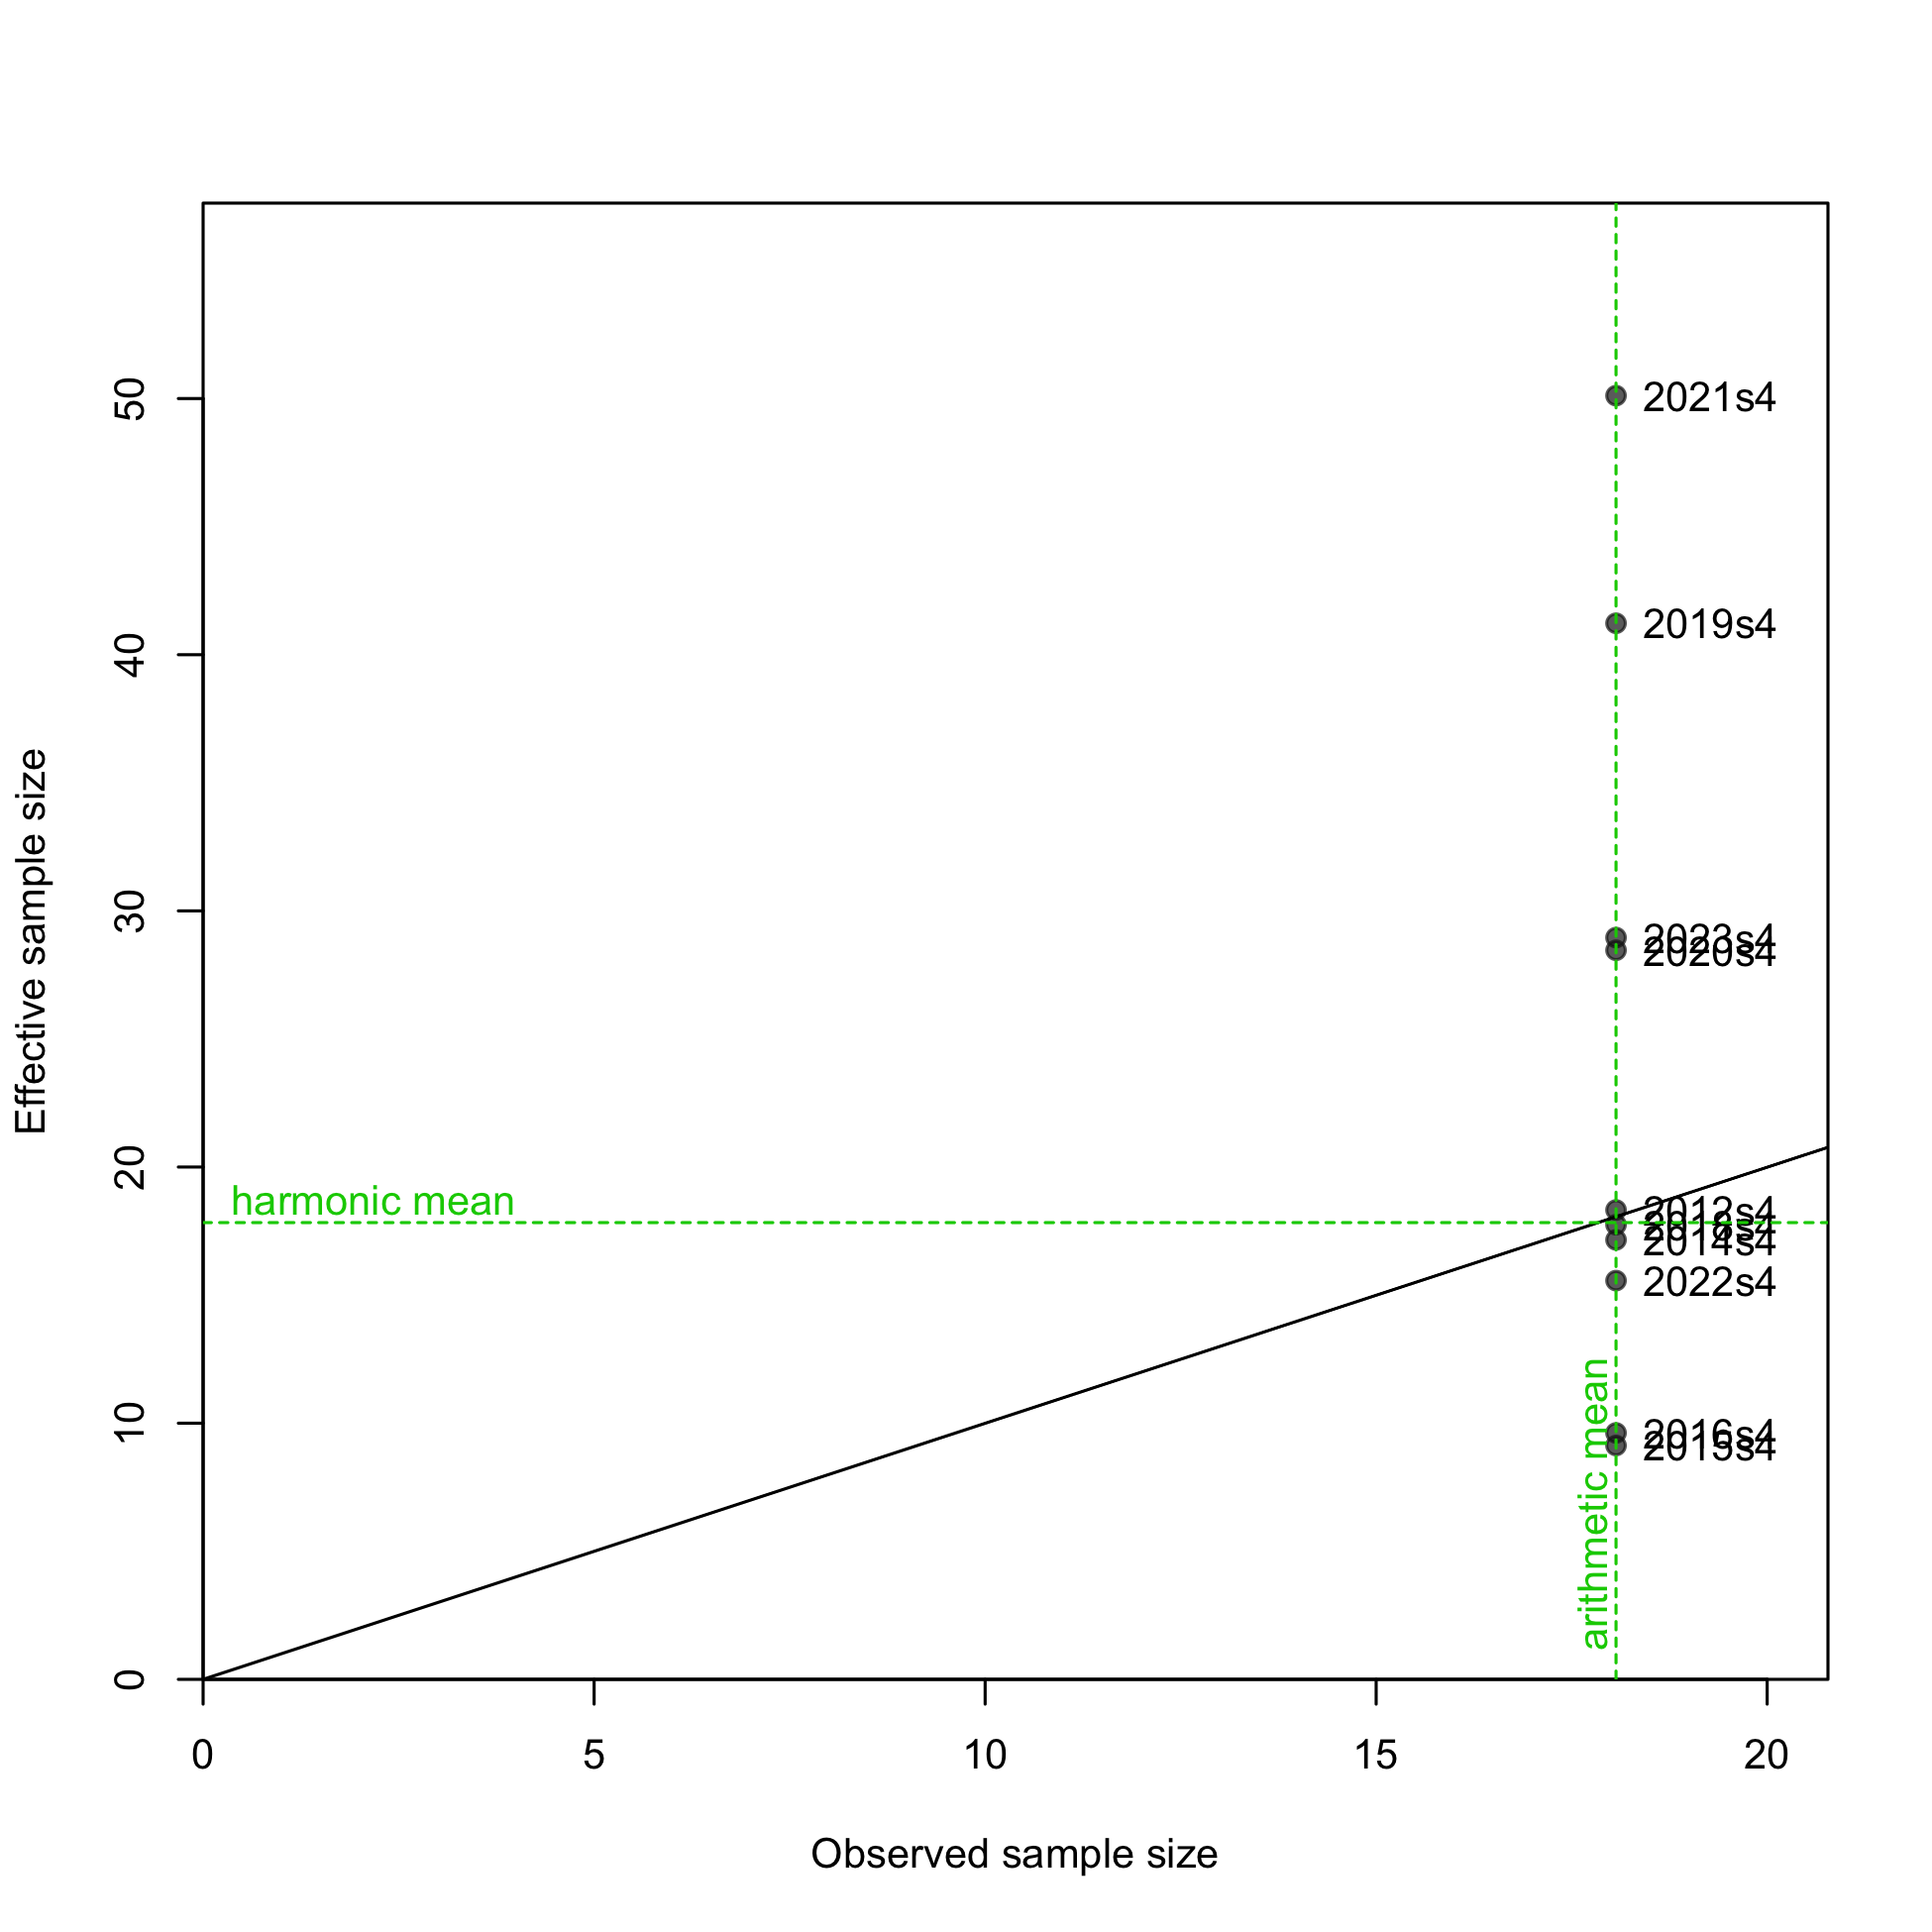 2021s4
2019s4
2023s4
2020s4
2014s4
2022s4
2016s4
2015s4
harmonic mean
arithmetic mean
50
40
30
20
10
0
0 5 10 15 20
Effective sample size
Observed sample size